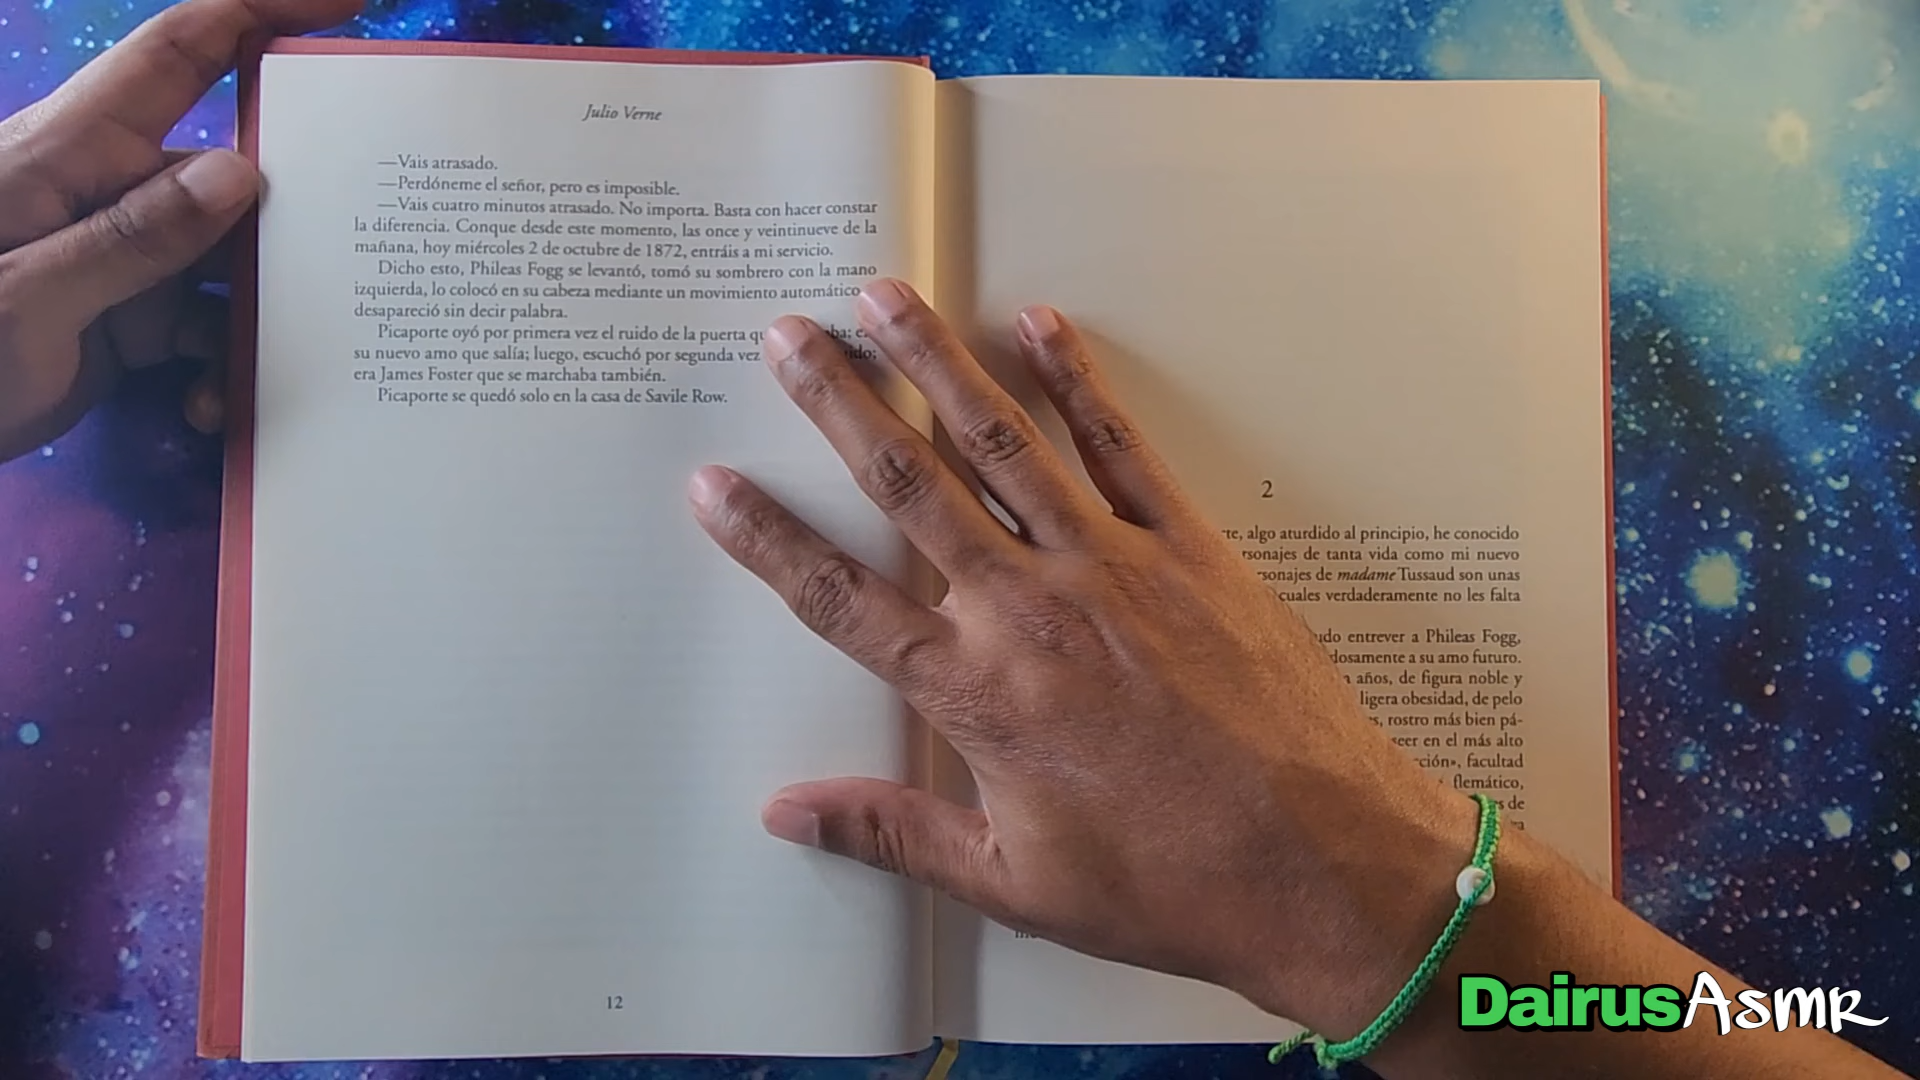 Julio Verne
—Vais atrasado.
—Perdóneme el señor, pero es imposible.
—Vais cuatro minutos atrasado. No importa. Basta con hacer constar
la diferencia. Conque desde este momento, las once y veintinueve de la
mañana, hoy miércoles 2 de octubre de 1872, entráis a mi servicio.
Dicho esto, Phileas Fogg se levantó, tomó su sombrero con la mano
izquierda, lo colocó en su cabeza mediante un movimiento automático
desapareció sin decir palabra.
Picaporte oyó por primera vez el ruido de la puerta
su nuevo amo que salía; luego, escuchó por segunda vez
era James Foster que se marchaba también.
Picaporte se quedó solo en la casa de Savile Row.
12
2
algo aturdido al principio, he conocido
de tanta vida como mi nuevo
de madame Tussaud son unas
cuales verdaderamente no les falta
entrever a Phileas Fogg,
a su amo futuro.
años, de figura noble y
ligera obesidad, de pelo
rostro más bien pá-
en el más alto
facultad
flemático,
de
DairusAsmr